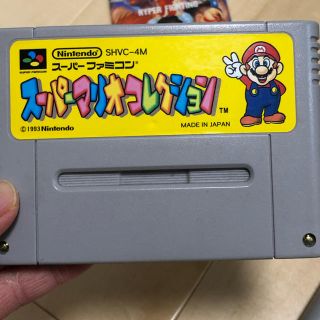 HYPER FIGHTING
Nintendo SHVC-4M
スーパーファミコン
スーパーマリオコレクション TM
©1993 Nintendo
MADE IN JAPAN